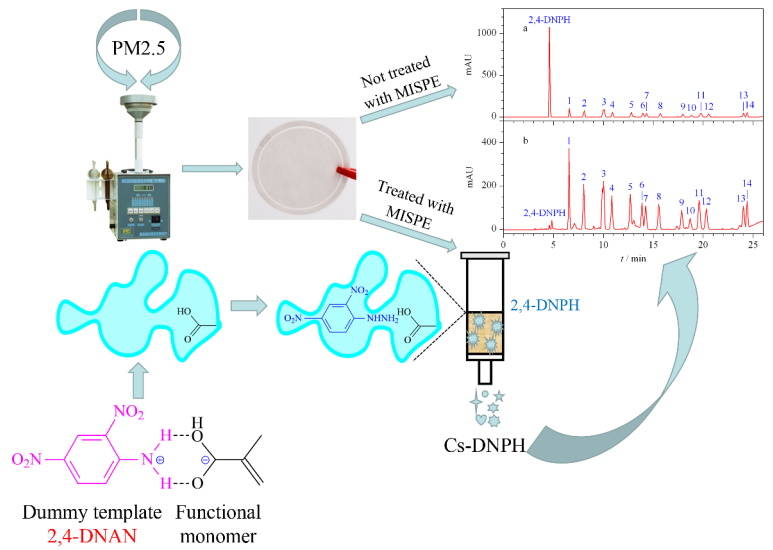 PM2.5
Not treated
with MISPE
Treated with
MISPE
2,4-DNPH
a
1000
500
0
mAU
1
2
3
4
5
6
7
8
9
10
11
12
13
14
b
400
200
0
mAU
2,4-DNPH
1
2
3
4
5
6
7
8
9
10
11
12
13
14
0
5
10
15
20
25
t / min
HO
O
NO2
O2N
NHNH2
HO
O
2,4-DNPH
Cs-DNPH
NO2
O2N
H
N
H
H
O
O
Dummy template
2,4-DNAN
Functional
monomer